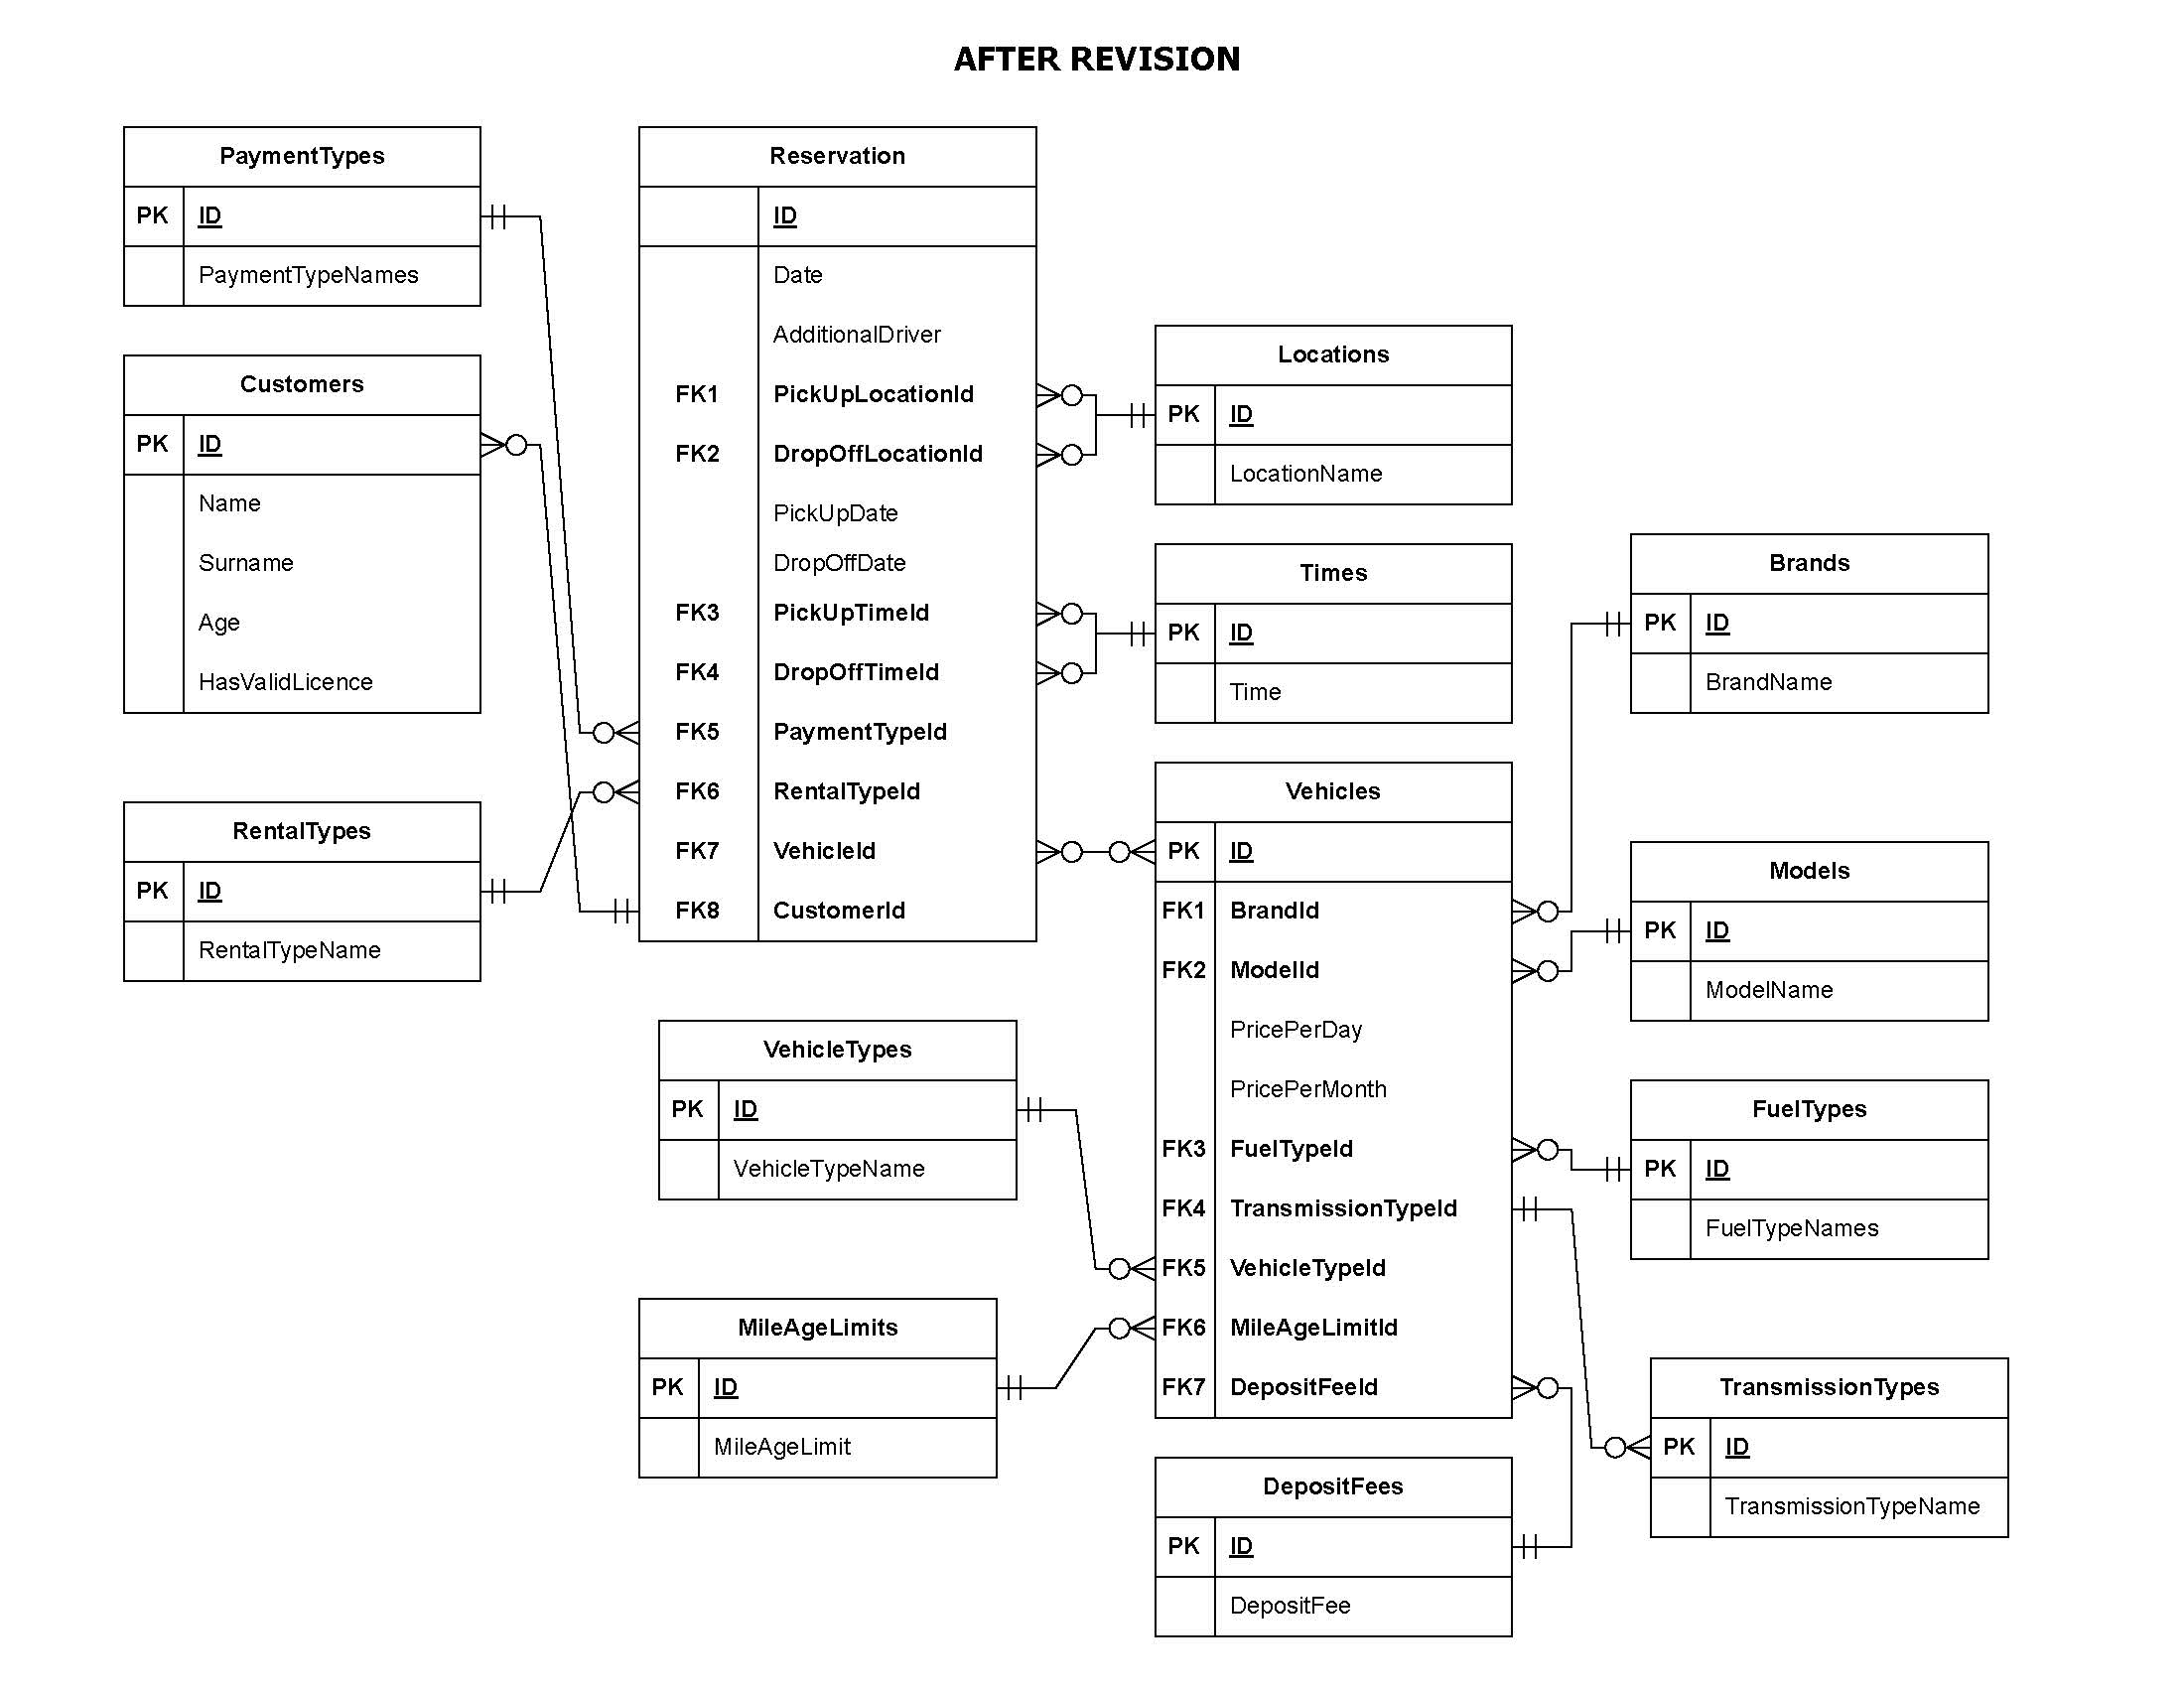 AFTER REVISION
PaymentTypes
PK ID
PaymentTypeNames
Customers
PK ID
Name
Surname
Age
HasValidLicence
RentalTypes
PK ID
RentalTypeName
Reservation
ID
Date
AdditionalDriver
FK1 PickUpLocationId
FK2 DropOffLocationId
PickUpDate
DropOffDate
FK3 PickUpTimeId
FK4 DropOffTimeId
FK5 PaymentTypeId
FK6 RentalTypeId
FK7 VehicleId
FK8 CustomerId
Locations
PK ID
LocationName
Times
PK ID
Time
Vehicles
PK ID
FK1 BrandId
FK2 ModelId
PricePerDay
PricePerMonth
FK3 FuelTypeId
FK4 TransmissionTypeId
FK5 VehicleTypeId
FK6 MileAgeLimitId
FK7 DepositFeeId
Brands
PK ID
BrandName
Models
PK ID
ModelName
FuelTypes
PK ID
FuelTypeNames
VehicleTypes
PK ID
VehicleTypeName
MileAgeLimits
PK ID
MileAgeLimit
TransmissionTypes
PK ID
TransmissionTypeName
DepositFees
PK ID
DepositFee